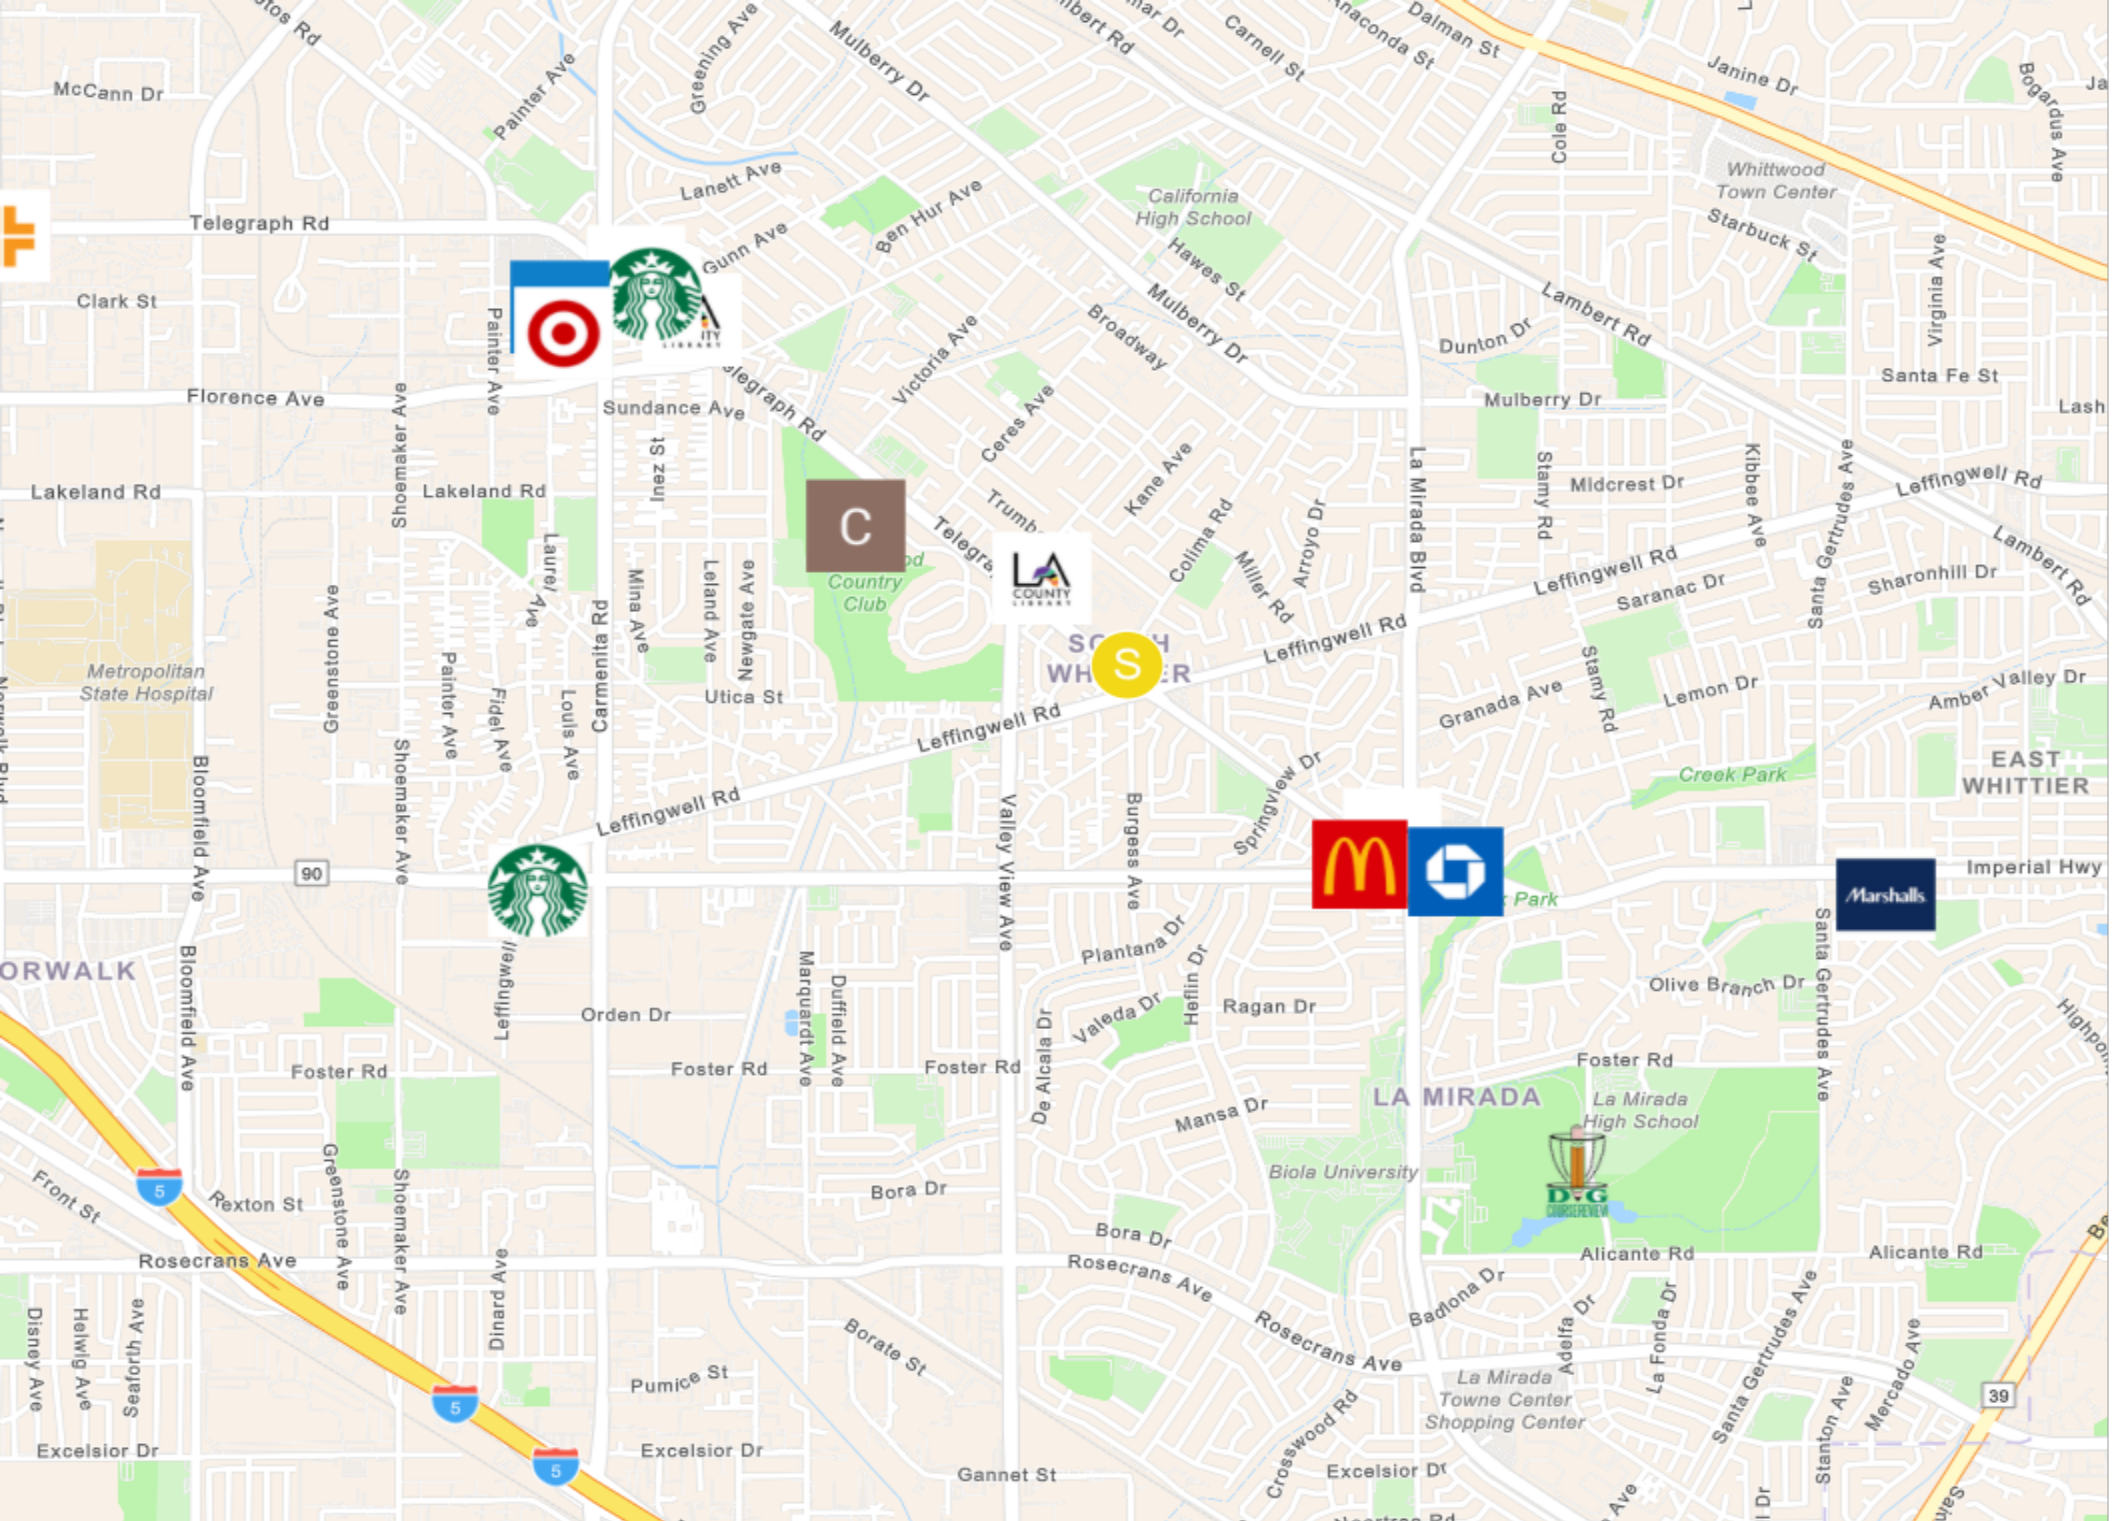 Greening Ave
Mulberry Dr
Carnell St
Dalman St
McCann Dr
Painter Ave
Janine Dr
Cole Rd
Bogardus Ave
Lanett Ave
Whittwood
Town Center
California
High School
Ben Hur Ave
Telegraph Rd
Gunn Ave
Starbuck St
Hawes St
Virginia Ave
Clark St
Mulberry Dr
Lambert Rd
Painter Ave
ITY
LIBRARY
Broadway
Dunton Dr
Victoria Ave
Santa Fe St
Florence Ave
Shoemaker Ave
Sundance Ave
elegraph Rd
Ceres Ave
Mulberry Dr
Lash
Inez St
Kane Ave
La Mirada Blvd
Stamy Rd
Kibbee Ave
Santa Gertrudes Ave
Lakeland Rd
Lakeland Rd
Midcrest Dr
Leffingwell Rd
C
Trumb
Telegra
Colima Rd
Arroyo Dr
Laurel Ave
od
Country
Club
LA
COUNTY
LIBRARY
Miller Rd
Leffingwell Rd
Saranac Dr
Sharonhill Dr
Lambert Rd
Greenstone Ave
Carmenita Rd
Mina Ave
Leland Ave
Newgate Ave
S
Leffingwell Rd
Metropolitan
State Hospital
Painter Ave
Fidel Ave
Louis Ave
Utica St
Stamy Rd
Lemon Dr
Granada Ave
Amber Valley Dr
Leffingwell Rd
Bloomfield Ave
Shoemaker Ave
Leffingwell Rd
Valley View Ave
Burgess Ave
Springview Dr
Creek Park
EAST
WHITTIER
90
Imperial Hwy
Marshalls
k Park
ORWALK
Bloomfield Ave
Leffingwell
Orden Dr
Marquardt Ave
Duffield Ave
Plantana Dr
Heflin Dr
Valeda Dr
Ragan Dr
Olive Branch Dr
Santa Gertrudes Ave
Foster Rd
Foster Rd
Foster Rd
De Alcala Dr
Mansa Dr
Foster Rd
LA MIRADA
La Mirada
High School
Biola University
DG
COURSE REVIEW
5
Front St
Rexton St
Greenstone Ave
Shoemaker Ave
Bora Dr
Bora Dr
Rosecrans Ave
Rosecrans Ave
Alicante Rd
Alicante Rd
Disney Ave
Helwig Ave
Seaforth Ave
Dinard Ave
Borate St
Rosecrans Ave
Badlona Dr
Adelfa Dr
La Fonda Dr
Santa Gertrudes Ave
Mercado Ave
Stanton Ave
Pumice St
La Mirada
Towne Center
Shopping Center
39
5
Crosswood Rd
Excelsior Dr
Excelsior Dr
5
Gannet St
Excelsior Dr